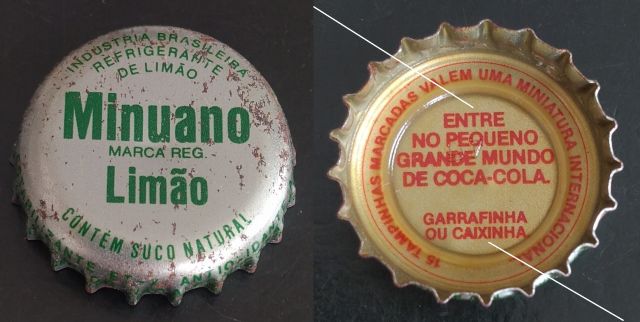 INDÚSTRIA BRASILEIRA
REFRIGERANTE
DE LIMÃO
Minuano
MARCA REG.
Limão
CONTÉM SUCO NATURAL
15 TAMPINHAS MARCADAS VALEM UMA MINIATURA INTERNACIONAL
ENTRE
NO PEQUENO
GRANDE MUNDO
DE COCA-COLA.
GARRAFINHA
OU CAIXINHA